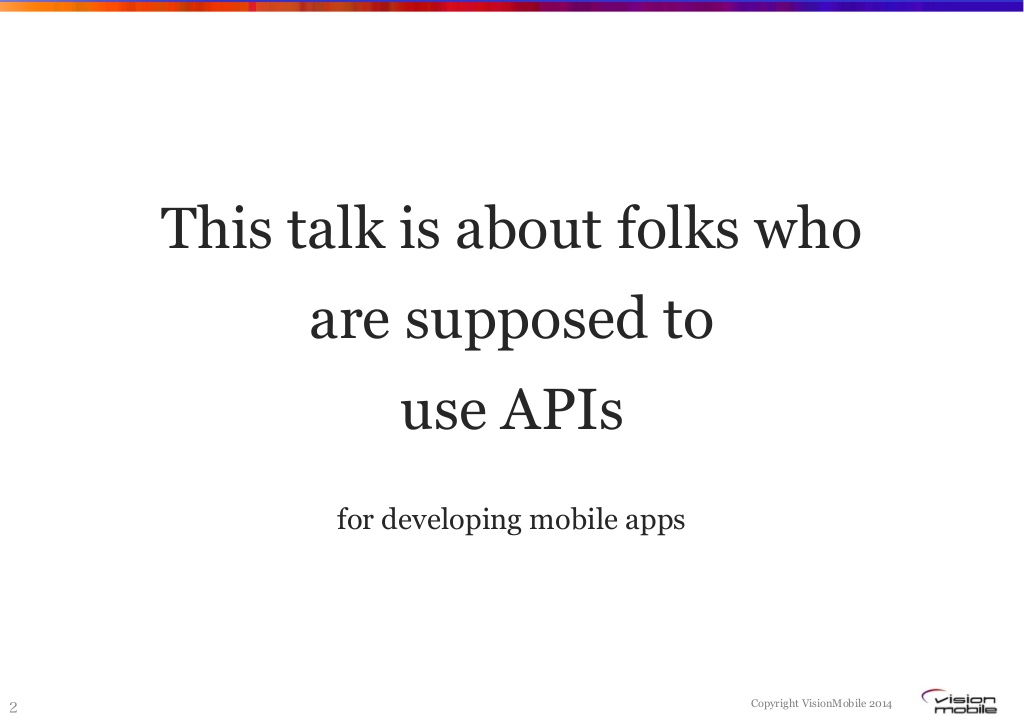 This talk is about folks who
are supposed to
use APIs
for developing mobile apps
2
Copyright VisionMobile 2014
vision
mobile